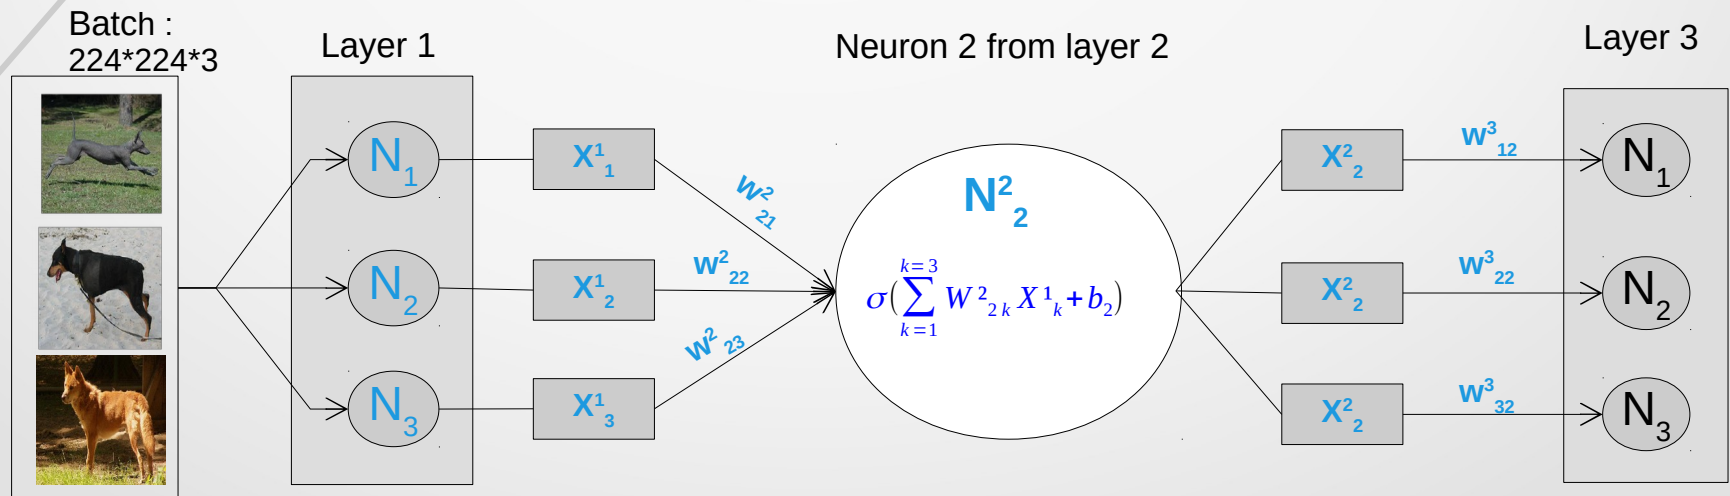 Batch :
224*224*3
Layer 1
Neuron 2 from layer 2
Layer 3
N₁
N₂
N₃
X¹₁
X¹₂
X¹₃
W²₂₁
W²₂₂
W²₂₃
N²₂
σ(∑ₖ₌₁ᵏ⁼³ W²₂ₖ X¹ₖ + b₂)
X²₂
X²₂
X²₂
W³₁₂
W³₂₂
W³₃₂
N₁
N₂
N₃